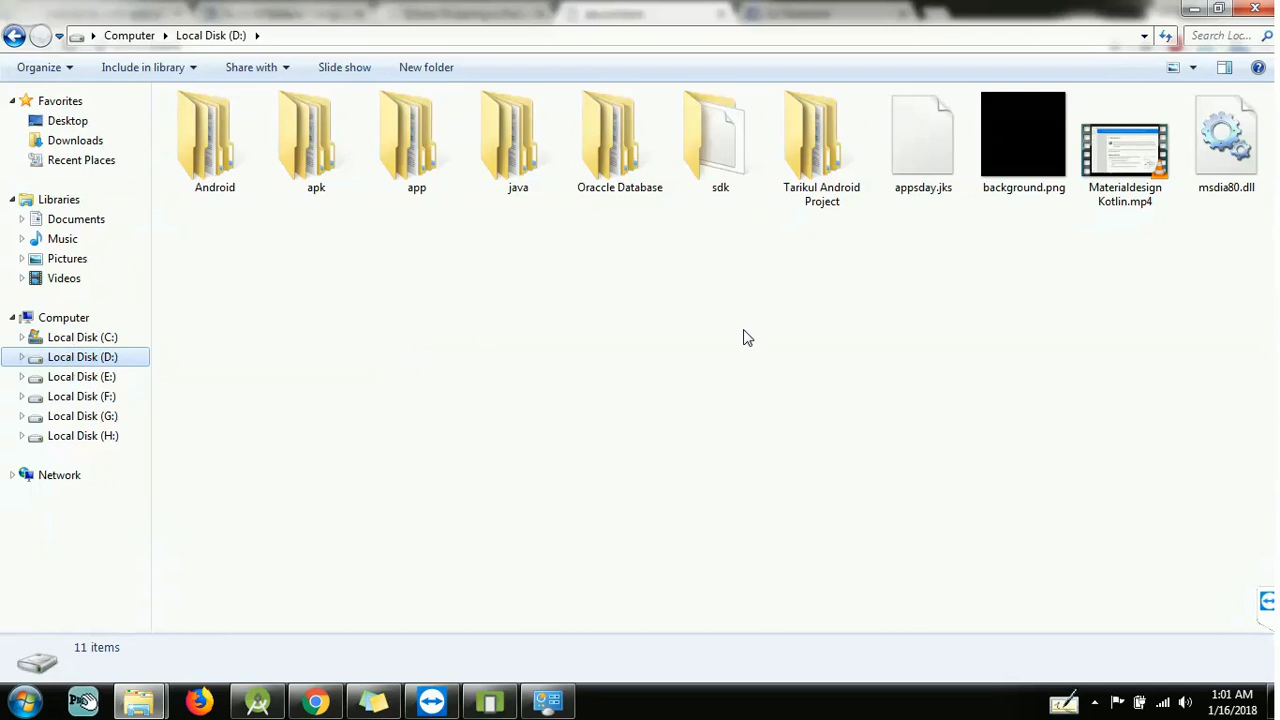 Computer
Local Disk (D:)
Search Loc...
Organize
Include in library
Share with
Slide show
New folder
Favorites
Desktop
Downloads
Recent Places
Libraries
Documents
Music
Pictures
Videos
Computer
Local Disk (C:)
Local Disk (D:)
Local Disk (E:)
Local Disk (F:)
Local Disk (G:)
Local Disk (H:)
Network
Android
apk
app
java
Oraccle Database
sdk
Tarikul Android
Project
appsday.jks
background.png
Materialdesign
Kotlin.mp4
msdia80.dll
11 items
1:01 AM
1/16/2018